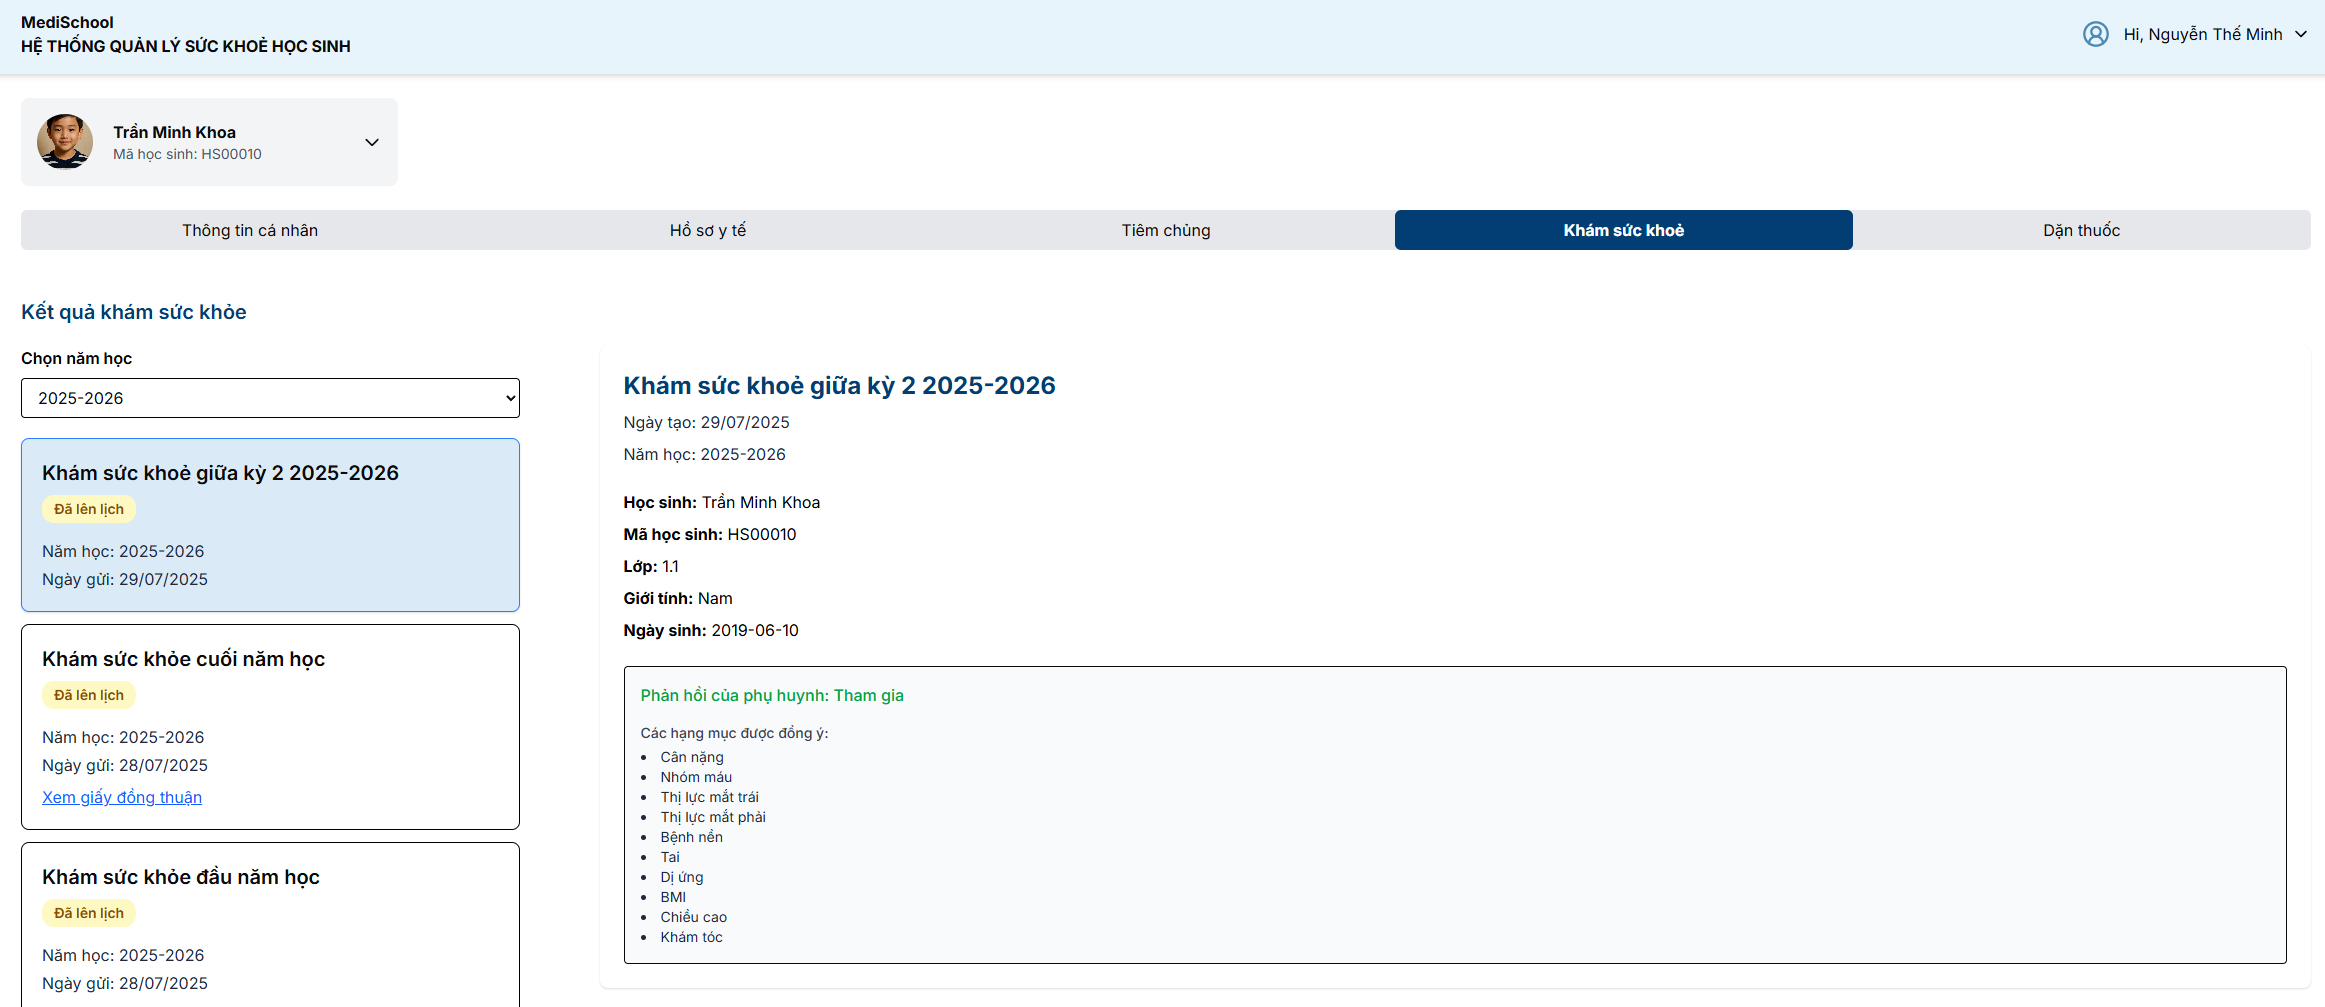 MediSchool
HỆ THỐNG QUẢN LÝ SỨC KHOẺ HỌC SINH
Hi, Nguyễn Thế Minh
Trần Minh Khoa
Mã học sinh: HS00010
Thông tin cá nhân
Hồ sơ y tế
Tiêm chủng
Khám sức khoẻ
Dặn thuốc
Kết quả khám sức khỏe
Chọn năm học
2025-2026
Khám sức khoẻ giữa kỳ 2 2025-2026
Đã lên lịch
Năm học: 2025-2026
Ngày gửi: 29/07/2025
Khám sức khỏe cuối năm học
Đã lên lịch
Năm học: 2025-2026
Ngày gửi: 28/07/2025
Xem giấy đồng thuận
Khám sức khỏe đầu năm học
Đã lên lịch
Năm học: 2025-2026
Ngày gửi: 28/07/2025
Khám sức khoẻ giữa kỳ 2 2025-2026
Ngày tạo: 29/07/2025
Năm học: 2025-2026
Học sinh: Trần Minh Khoa
Mã học sinh: HS00010
Lớp: 1.1
Giới tính: Nam
Ngày sinh: 2019-06-10
Phản hồi của phụ huynh: Tham gia
Các hạng mục được đồng ý:
Cân nặng
Nhóm máu
Thị lực mắt trái
Thị lực mắt phải
Bệnh nền
Tai
Dị ứng
BMI
Chiều cao
Khám tóc